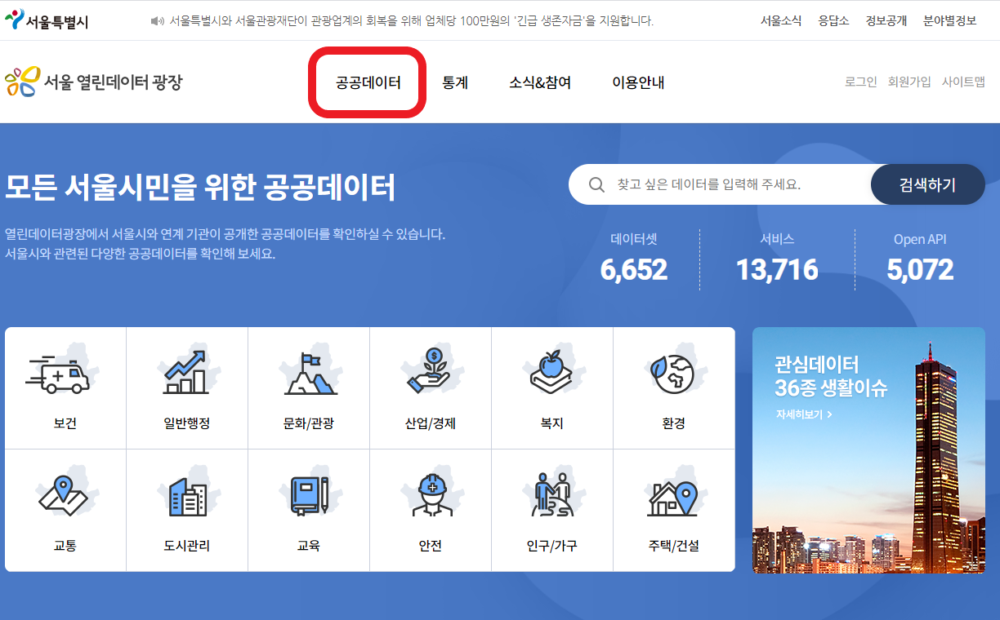 서울특별시
서울특별시와 서울관광재단이 관광업계의 회복을 위해 업체당 100만원의 '긴급 생존자금'을 지원합니다.
서울소식 응답소 정보공개 분야별정보
서울 열린데이터 광장
공공데이터 통계 소식&참여 이용안내
로그인 회원가입 사이트맵
모든 서울시민을 위한 공공데이터
열린데이터광장에서 서울시와 연계 기관이 공개한 공공데이터를 확인하실 수 있습니다.
서울시와 관련된 다양한 공공데이터를 확인해 보세요.
찾고 싶은 데이터를 입력해 주세요. 검색하기
데이터셋 서비스 Open API
6,652 13,716 5,072
보건 일반행정 문화/관광 산업/경제 복지 환경
교통 도시관리 교육 안전 인구/가구 주택/건설
관심데이터
36종 생활이슈
자세히보기 >